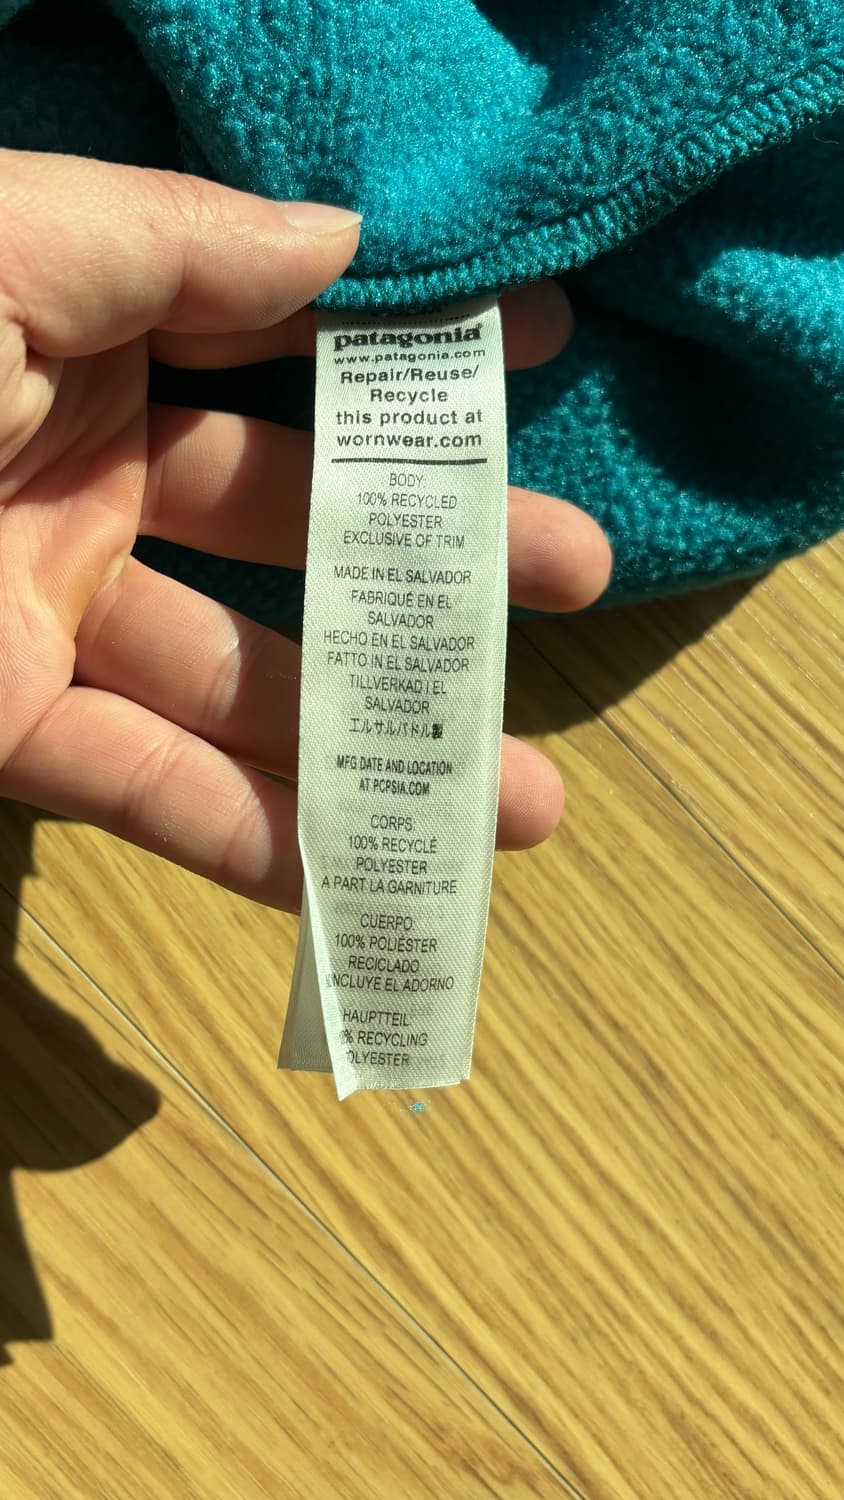 patagonia®
www.patagonia.com
Repair/Reuse/
Recycle
this product at
wornwear.com
BODY
100% RECYCLED
POLYESTER
EXCLUSIVE OF TRIM
MADE IN EL SALVADOR
FABRIQUÉ EN EL
SALVADOR
HECHO EN EL SALVADOR
FATTO IN EL SALVADOR
TILLVERKAD I EL
SALVADOR
エルサルバドル製
MFG DATE AND LOCATION
AT PCPSIA.COM
CORPS
100% RECYCLÉ
POLYESTER
A PART LA GARNITURE
CUERPO
100% POLIÉSTER
RECICLADO
INCLUYE EL ADORNO
HAUPTTEIL
% RECYCLING
OLYESTER